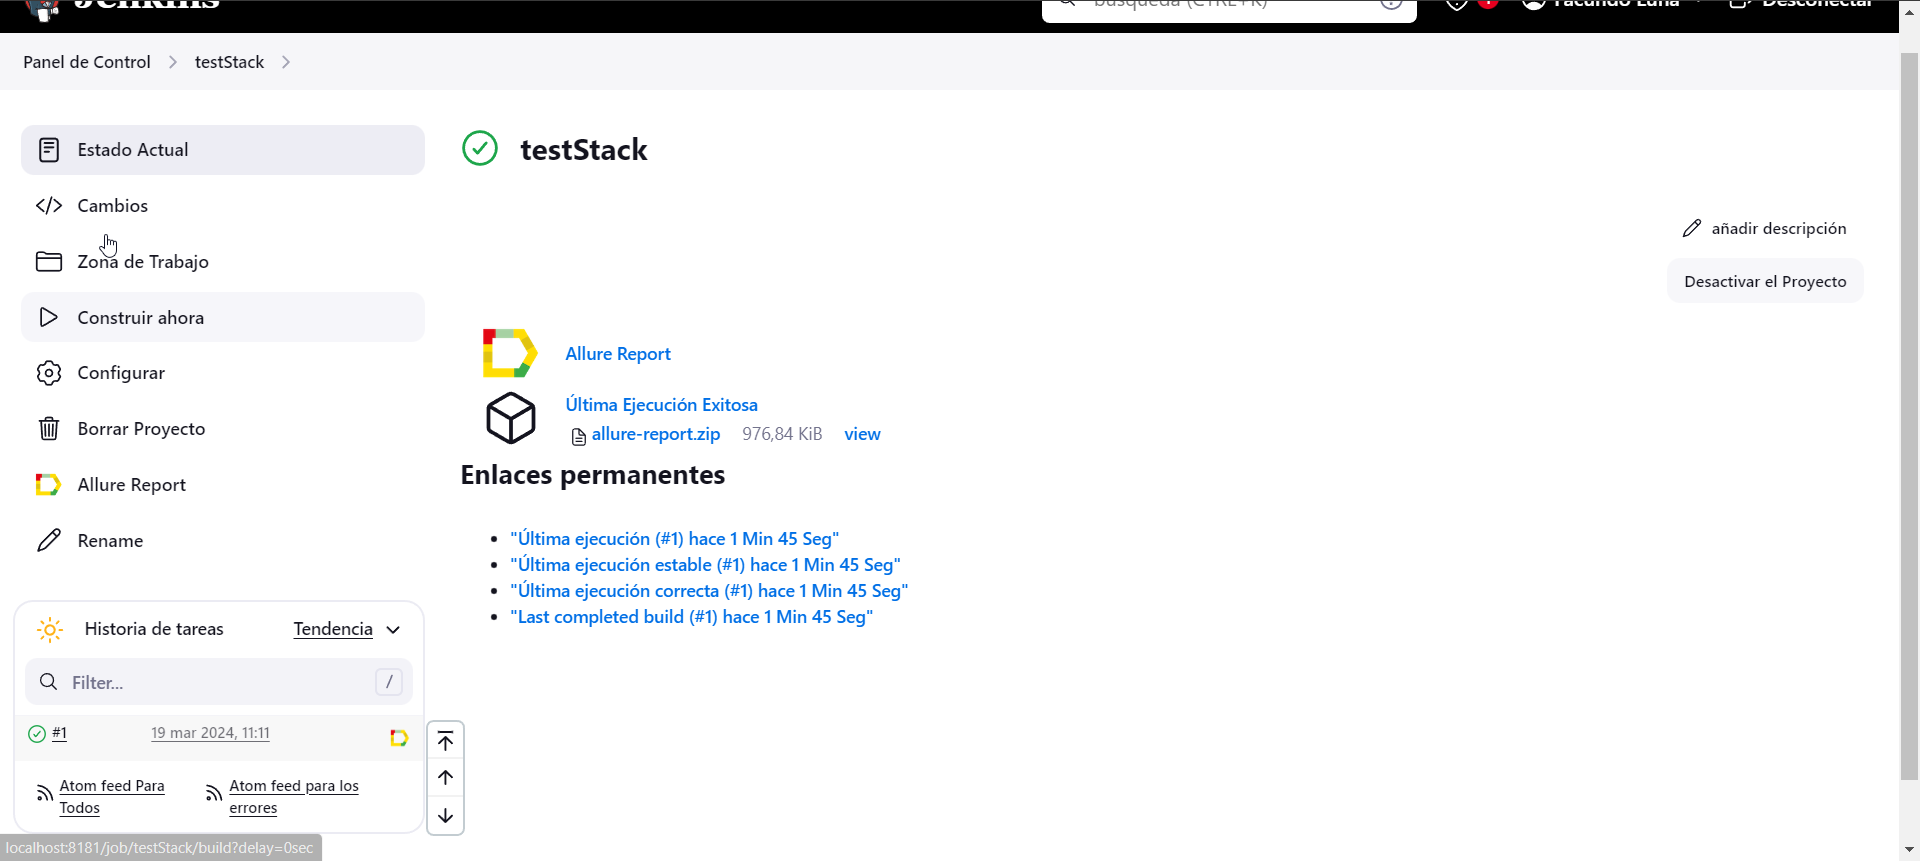 Jenkins
búsqueda (CTRL+K)
Facundo Luna
Desconectar
Panel de Control
testStack
Estado Actual
Cambios
Zona de Trabajo
Construir ahora
Configurar
Borrar Proyecto
Allure Report
Rename
Historia de tareas
Tendencia
Filter...
/
#1
19 mar 2024, 11:11
Atom feed Para
Todos
Atom feed para los
errores
testStack
añadir descripción
Desactivar el Proyecto
Allure Report
Última Ejecución Exitosa
allure-report.zip 976,84 KiB view
Enlaces permanentes
"Última ejecución (#1) hace 1 Min 45 Seg"
"Última ejecución estable (#1) hace 1 Min 45 Seg"
"Última ejecución correcta (#1) hace 1 Min 45 Seg"
"Last completed build (#1) hace 1 Min 45 Seg"
localhost:8181/job/testStack/build?delay=0sec